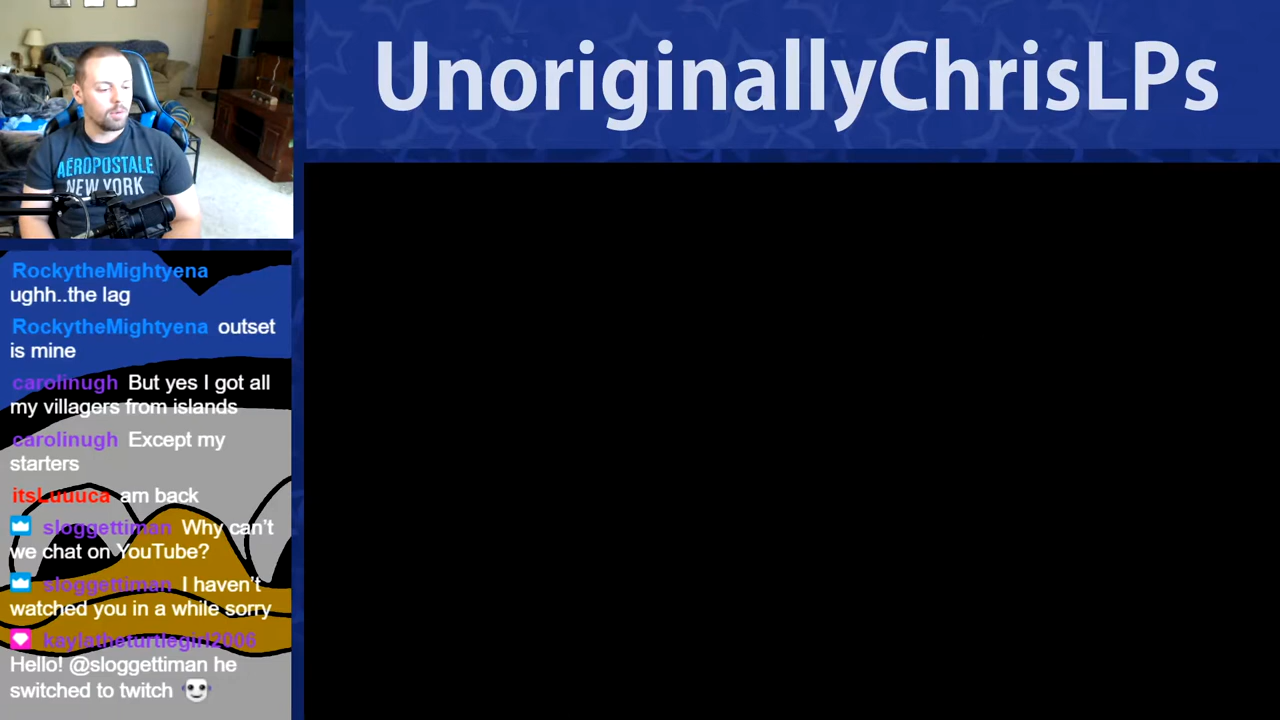 UnoriginallyChrisLPs
AÉROPOSTALE
NEW YORK
RockytheMightyena
ughh..the lag
RockytheMightyena outset
is mine
carolinugh But yes I got all
my villagers from islands
carolinugh Except my
starters
itsLuuuca am back
sloggettiman Why can't
we chat on YouTube?
sloggettiman I haven't
watched you in a while sorry
kaylatheturtlegirl2006
Hello! @sloggettiman he
switched to twitch